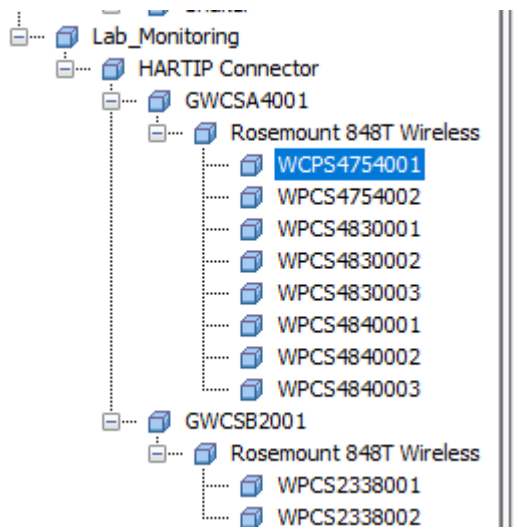 Lab_Monitoring
HARTIP Connector
GWCSA4001
Rosemount 848T Wireless
WCPS4754001
WPCS4754002
WPCS4830001
WPCS4830002
WPCS4830003
WPCS4840001
WPCS4840002
WPCS4840003
GWCSB2001
Rosemount 848T Wireless
WPCS2338001
WPCS2338002